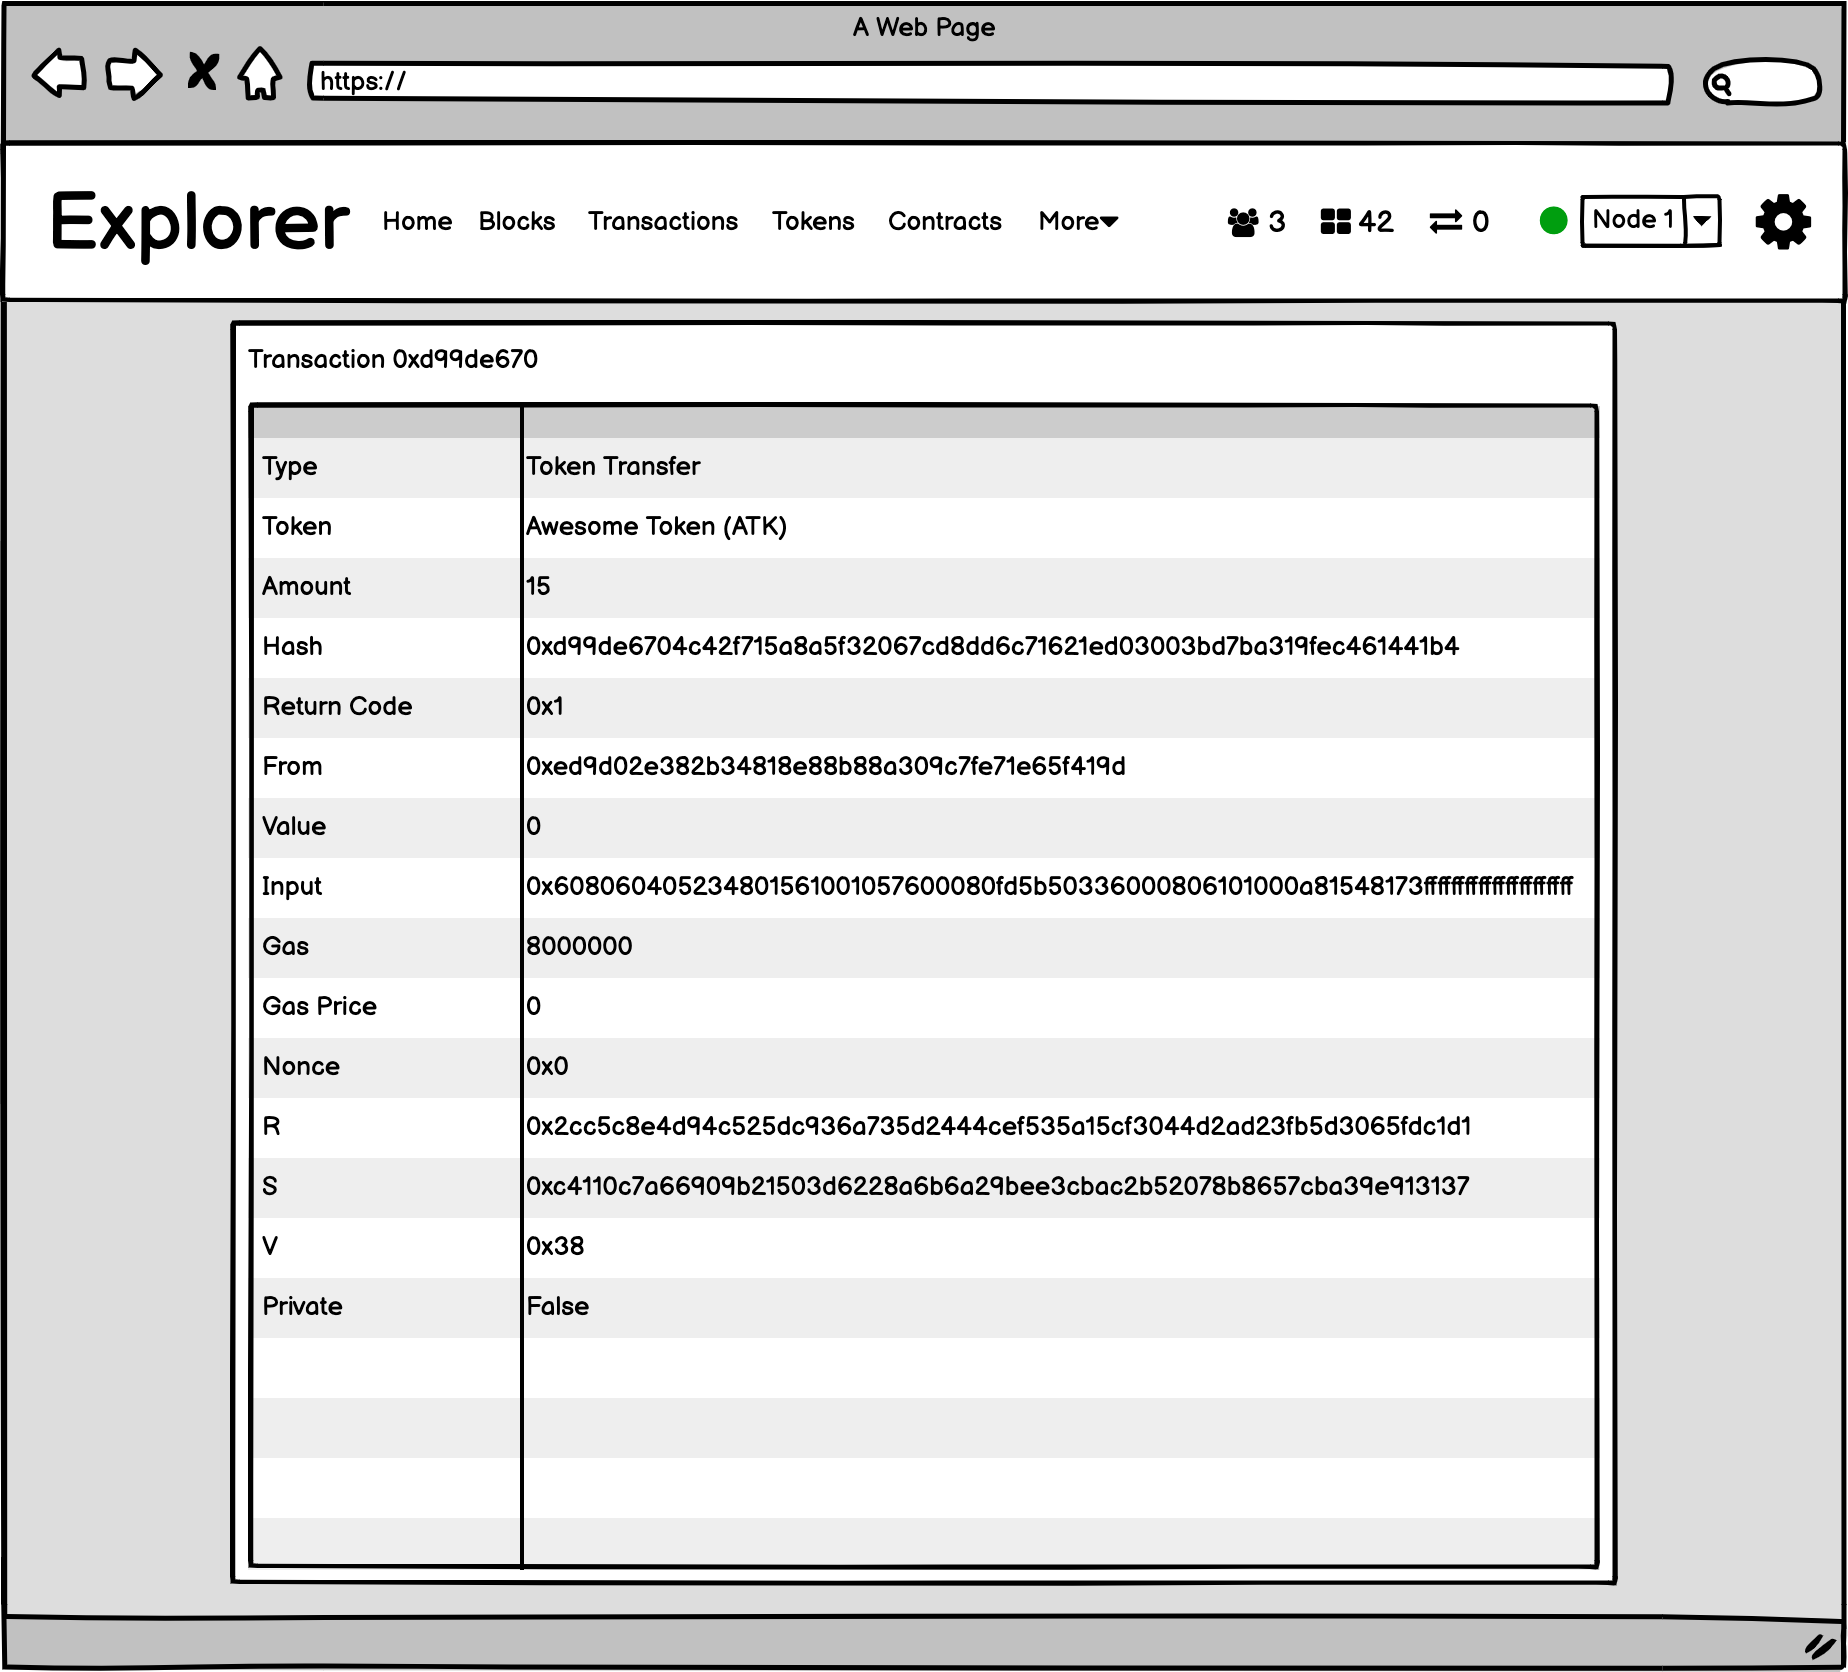 A Web Page
https://
Explorer Home Blocks Transactions Tokens Contracts More 3 42 0 Node 1
Transaction 0xd99de670
Type Token Transfer
Token Awesome Token (ATK)
Amount 15
Hash 0xd99de6704c42f715a8a5f32067cd8dd6c71621ed03003bd7ba319fec461441b4
Return Code 0x1
From 0xed9d02e382b34818e88b88a309c7fe71e65f419d
Value 0
Input 0x608060405234801561001057600080fd5b50336000806101000a81548173ffffffffffffffffffff
Gas 8000000
Gas Price 0
Nonce 0x0
R 0x2cc5c8e4d94c525dc936a735d2444cef535a15cf3044d2ad23fb5d3065fdc1d1
S 0xc4110c7a66909b21503d6228a6b6a29bee3cbac2b52078b8657cba39e913137
V 0x38
Private False